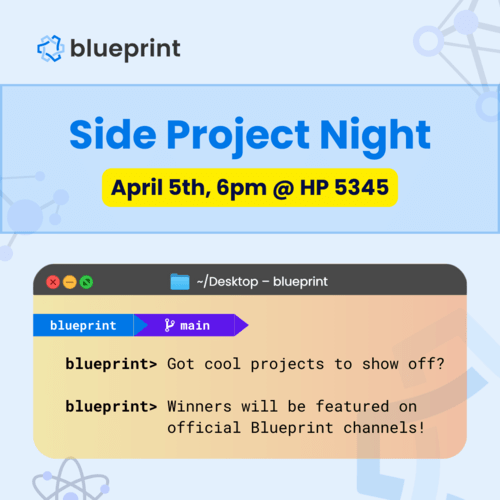 blueprint
Side Project Night
April 5th, 6pm @ HP 5345
~/Desktop – blueprint
blueprint main
blueprint> Got cool projects to show off?
blueprint> Winners will be featured on
official Blueprint channels!